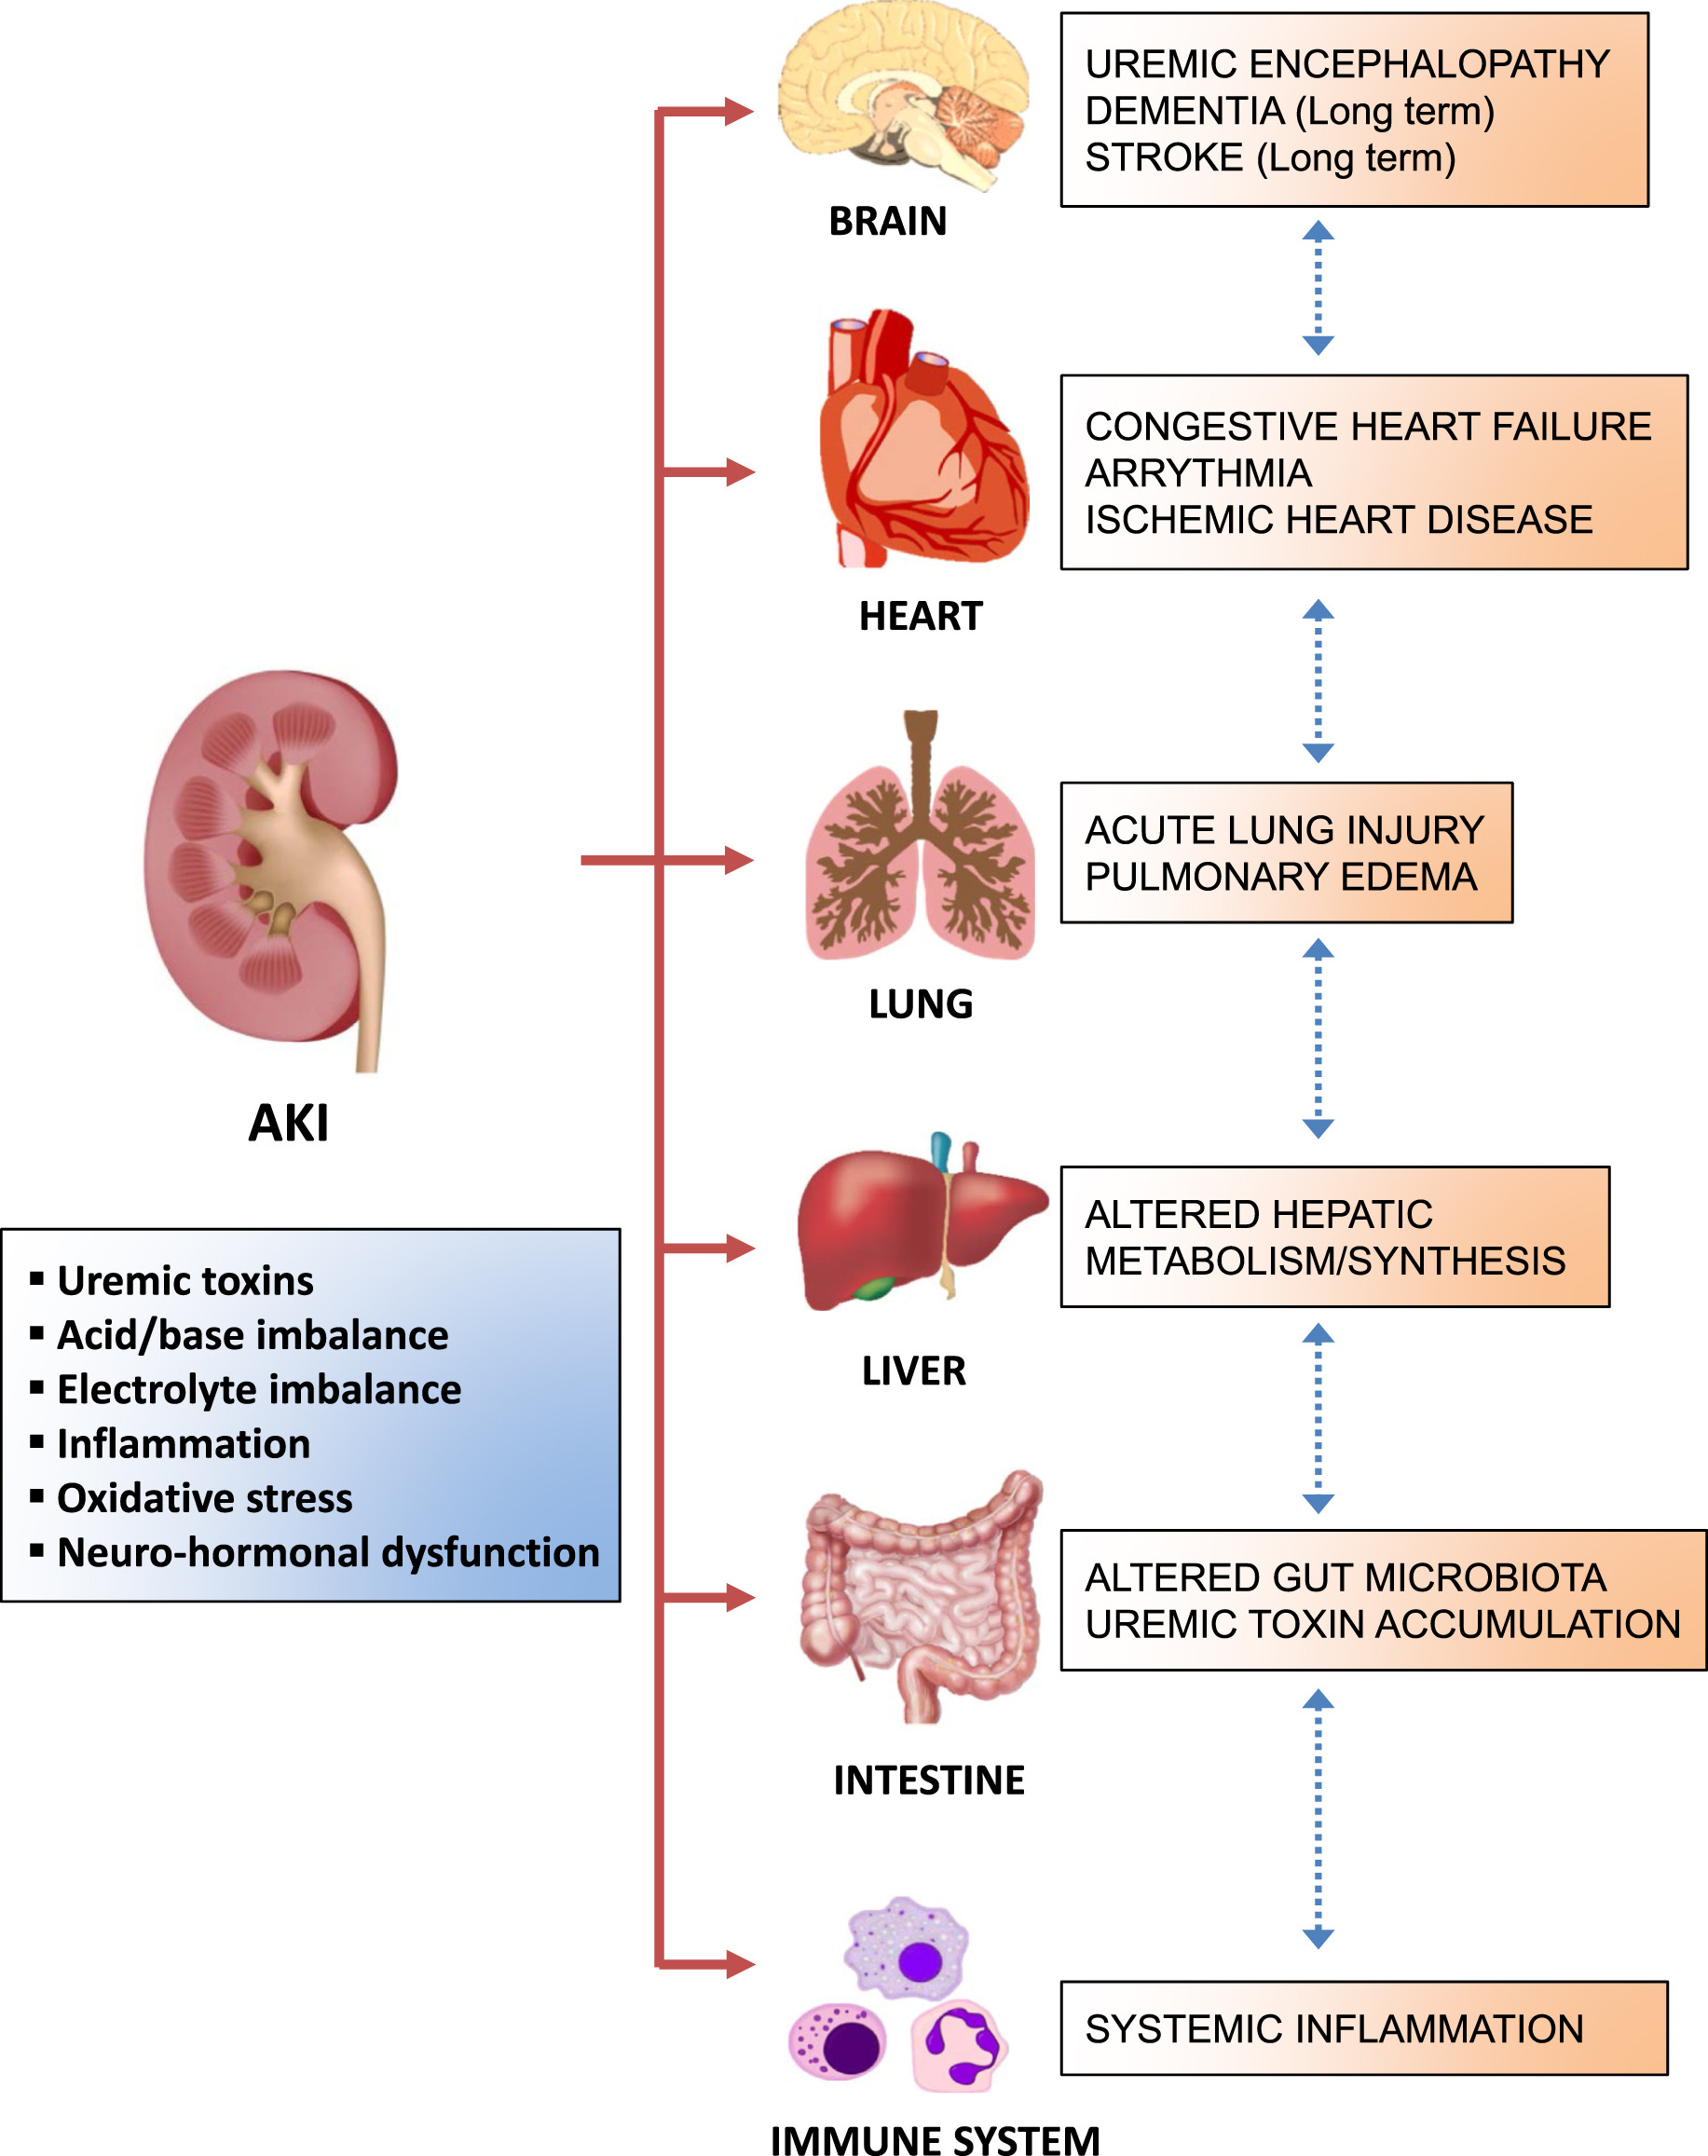 UREMIC ENCEPHALOPATHY
DEMENTIA (Long term)
STROKE (Long term)
BRAIN
CONGESTIVE HEART FAILURE
ARRYTHMIA
ISCHEMIC HEART DISEASE
HEART
ACUTE LUNG INJURY
PULMONARY EDEMA
LUNG
AKI
ALTERED HEPATIC
METABOLISM/SYNTHESIS
LIVER
▪ Uremic toxins
▪ Acid/base imbalance
▪ Electrolyte imbalance
▪ Inflammation
▪ Oxidative stress
▪ Neuro-hormonal dysfunction
ALTERED GUT MICROBIOTA
UREMIC TOXIN ACCUMULATION
INTESTINE
SYSTEMIC INFLAMMATION
IMMUNE SYSTEM